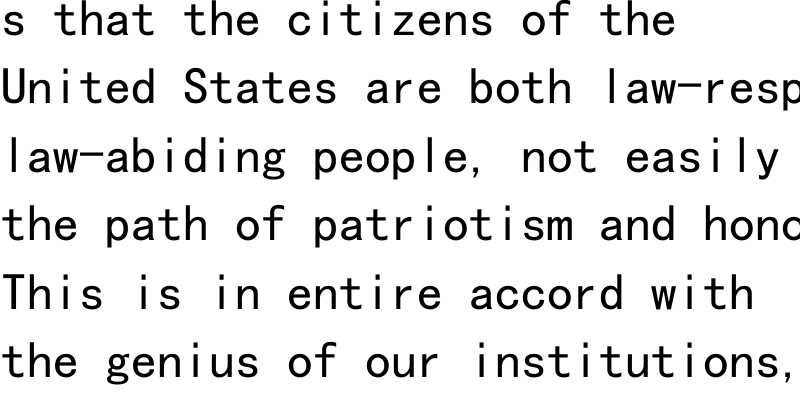 s that the citizens of the
United States are both law-resp
law-abiding people, not easily
the path of patriotism and hono
This is in entire accord with
the genius of our institutions,